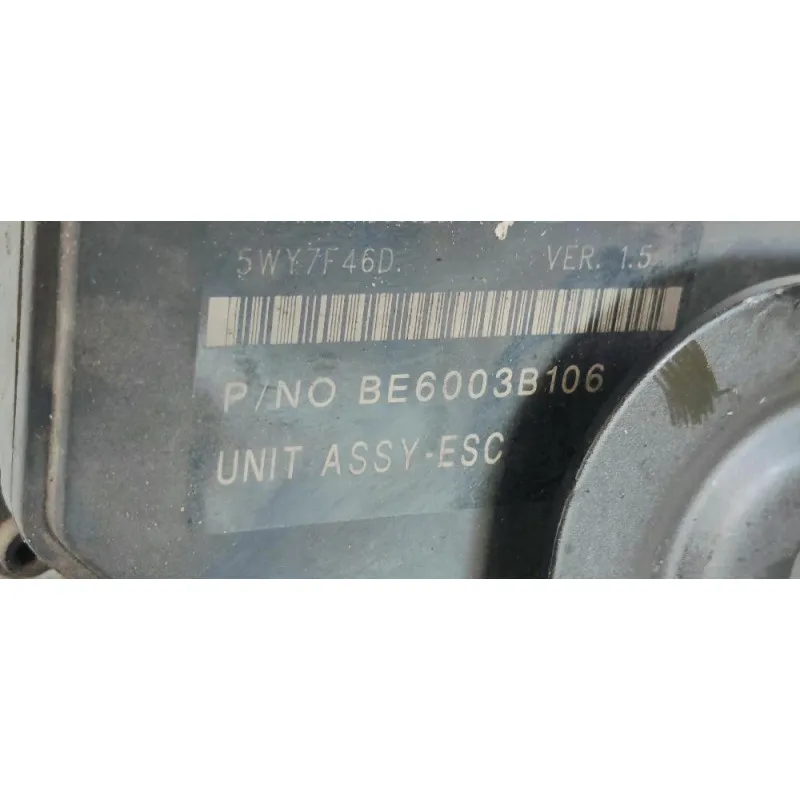 5WY7F46D. VER. 1.5
P/NO BE6003B106
UNIT ASSY-ESC